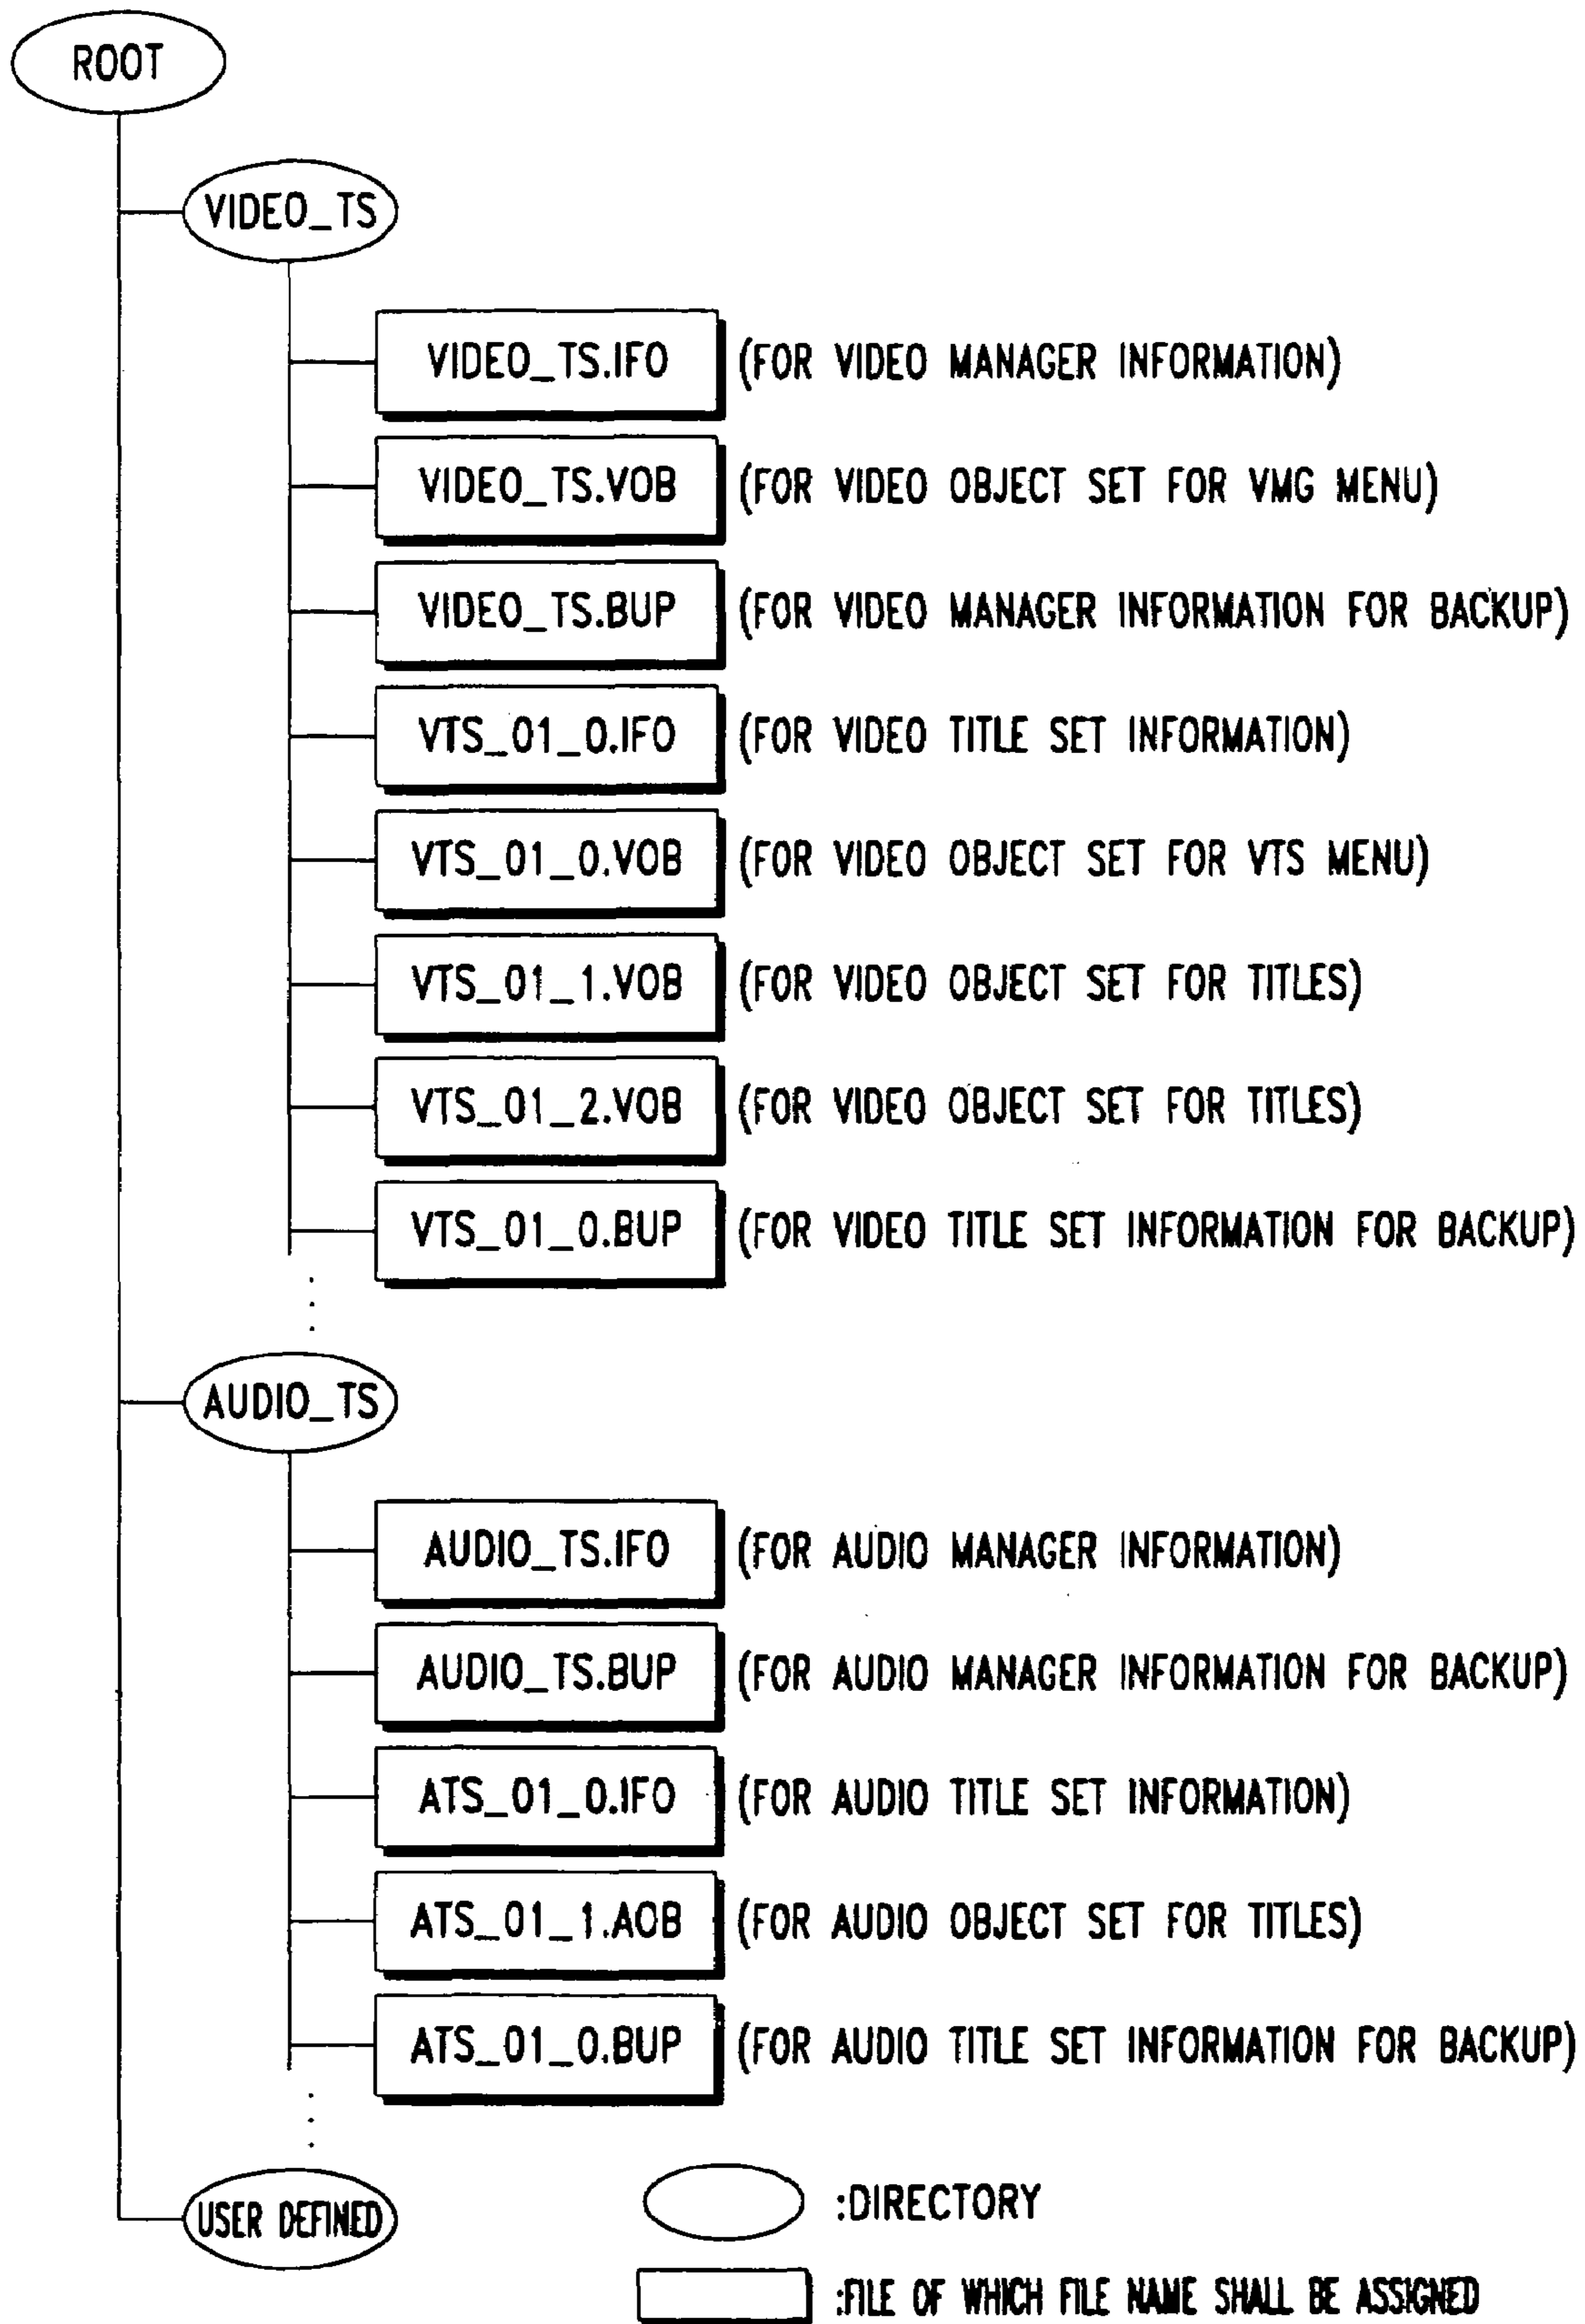 ROOT
VIDEO_TS
VIDEO_TS.IFO (FOR VIDEO MANAGER INFORMATION)
VIDEO_TS.VOB (FOR VIDEO OBJECT SET FOR VMG MENU)
VIDEO_TS.BUP (FOR VIDEO MANAGER INFORMATION FOR BACKUP)
VTS_01_0.IFO (FOR VIDEO TITLE SET INFORMATION)
VTS_01_0.VOB (FOR VIDEO OBJECT SET FOR VTS MENU)
VTS_01_1.VOB (FOR VIDEO OBJECT SET FOR TITLES)
VTS_01_2.VOB (FOR VIDEO OBJECT SET FOR TITLES)
VTS_01_0.BUP (FOR VIDEO TITLE SET INFORMATION FOR BACKUP)
AUDIO_TS
AUDIO_TS.IFO (FOR AUDIO MANAGER INFORMATION)
AUDIO_TS.BUP (FOR AUDIO MANAGER INFORMATION FOR BACKUP)
ATS_01_0.IFO (FOR AUDIO TITLE SET INFORMATION)
ATS_01_1.AOB (FOR AUDIO OBJECT SET FOR TITLES)
ATS_01_0.BUP (FOR AUDIO TITLE SET INFORMATION FOR BACKUP)
USER DEFINED
:DIRECTORY
:FILE OF WHICH FILE NAME SHALL BE ASSIGNED